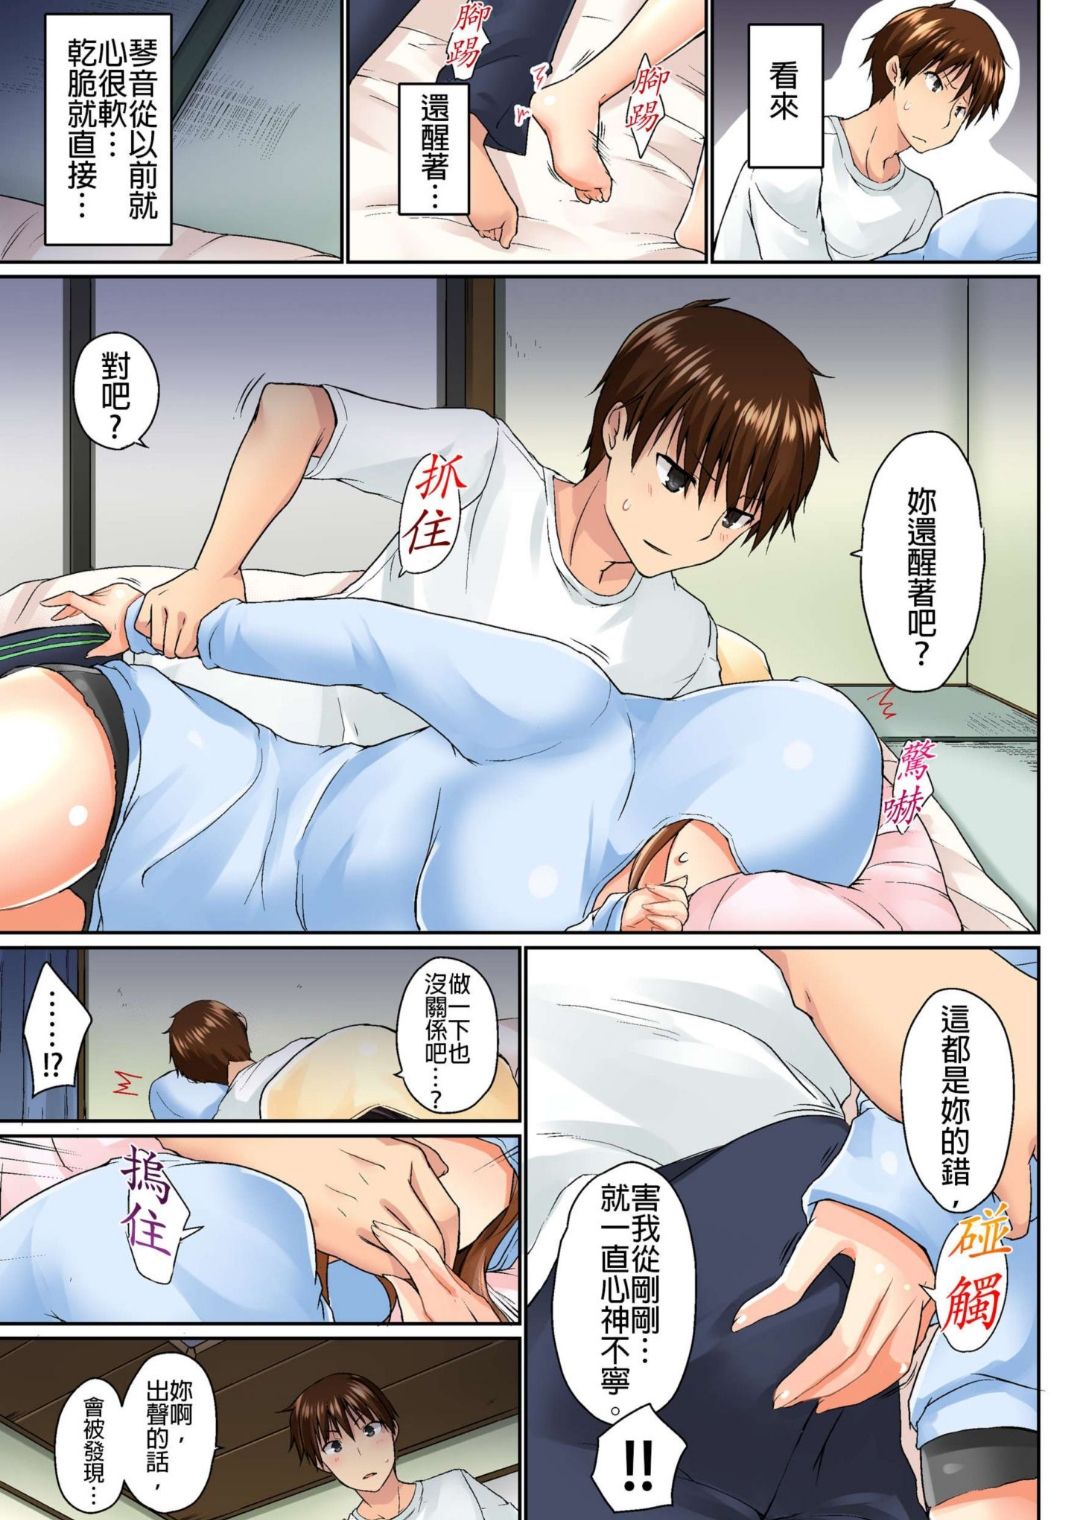 看來
腳踢
腳踢
還醒著…
琴音從以前就
心很軟…
乾脆就直接…
妳還醒著吧？
抓住
對吧？
驚嚇
這都是妳的錯，
碰觸
害我從剛剛…
就一直心神不寧。
!!
做一下也
沒關係吧…？
……!?
摀住
妳啊，
出聲的話，
會被發現…